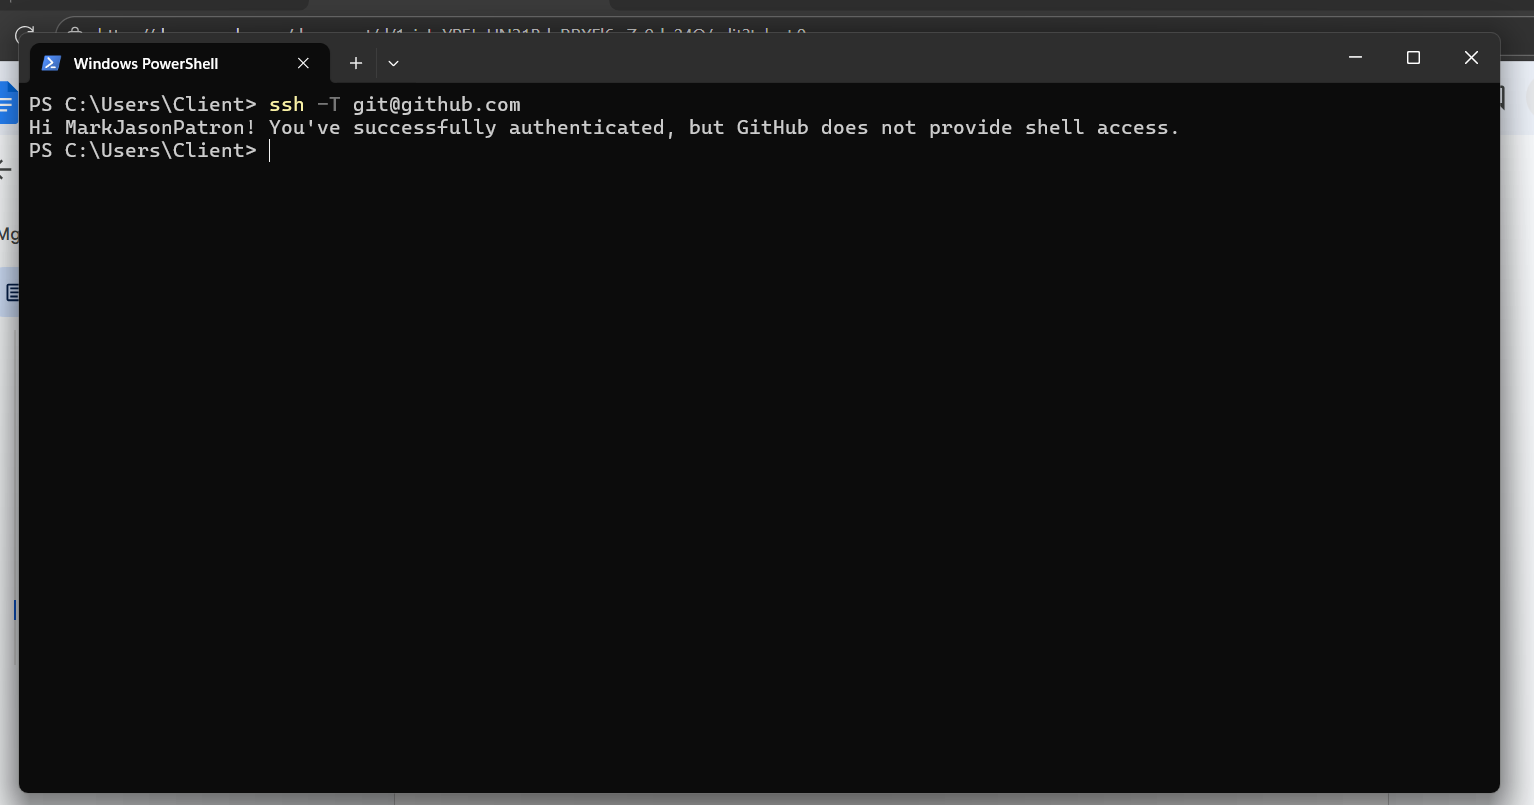 Windows PowerShell
PS C:\Users\Client> ssh -T git@github.com
Hi MarkJasonPatron! You've successfully authenticated, but GitHub does not provide shell access.
PS C:\Users\Client>